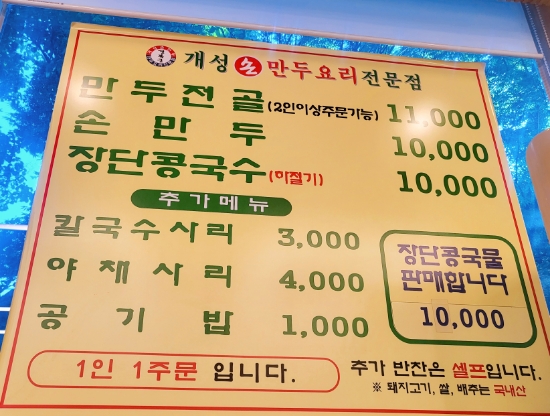 개성 손 만두요리전문점
만두전골 (2인이상주문가능) 11,000
손만두 10,000
장단콩국수 (하절기) 10,000
추가메뉴
칼국수사리 3,000
야채사리 4,000
공기밥 1,000
장단콩국물
판매합니다
10,000
1인 1주문 입니다.
추가 반찬은 셀프입니다.
※ 돼지고기, 쌀, 배추는 국내산